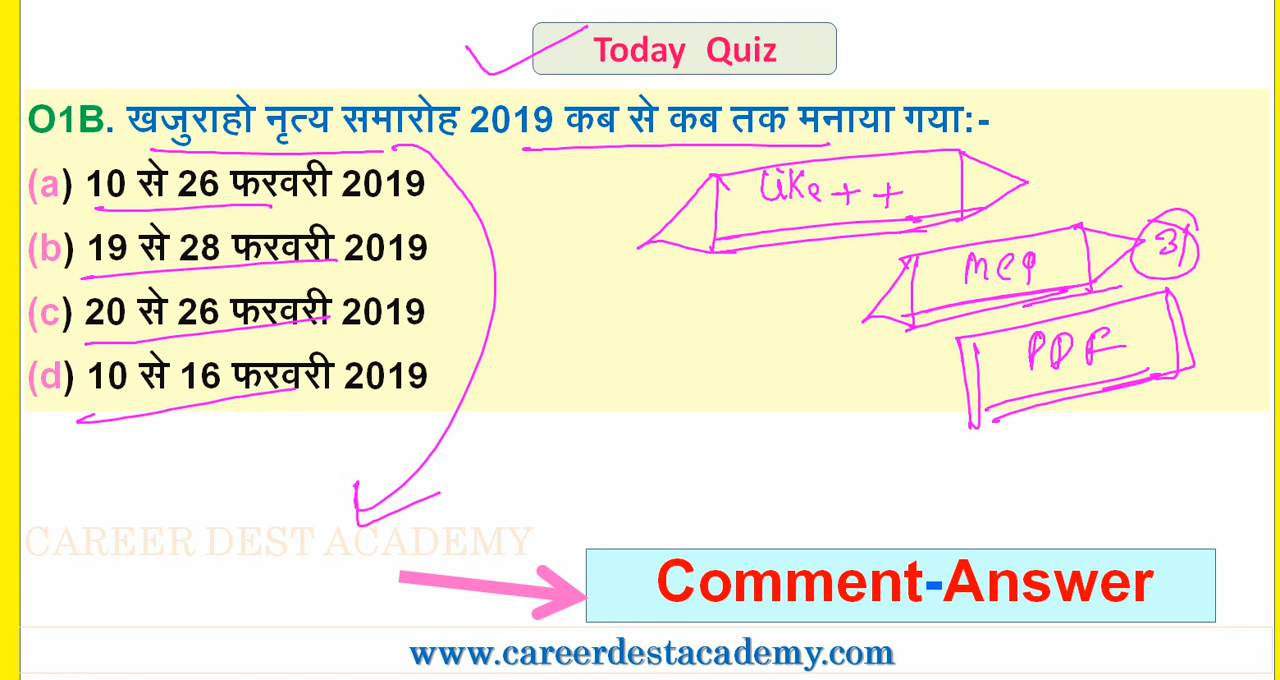 Today Quiz
O1B. खजुराहो नृत्य समारोह 2019 कब से कब तक मनाया गया:-
(a) 10 से 26 फरवरी 2019
(b) 19 से 28 फरवरी 2019
(c) 20 से 26 फरवरी 2019
(d) 10 से 16 फरवरी 2019
Like + +
MCQ
PDF
CAREER DEST ACADEMY
Comment-Answer
www.careerdestacademy.com